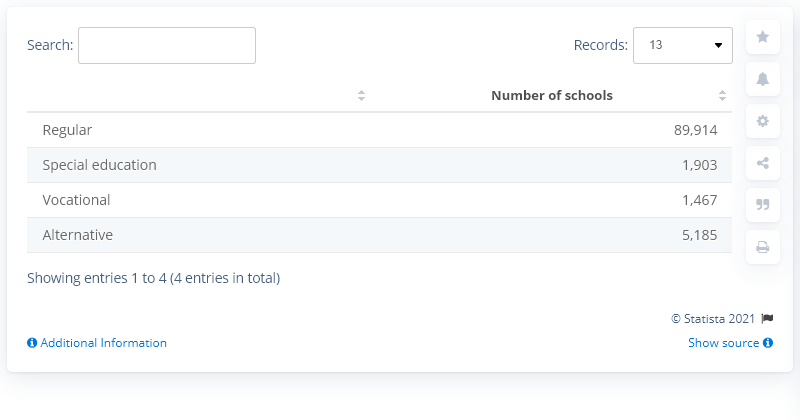 Search:
Records: 13
Number of schools
Regular 89,914
Special education 1,903
Vocational 1,467
Alternative 5,185
Showing entries 1 to 4 (4 entries in total)
© Statista 2021
Additional Information Show source